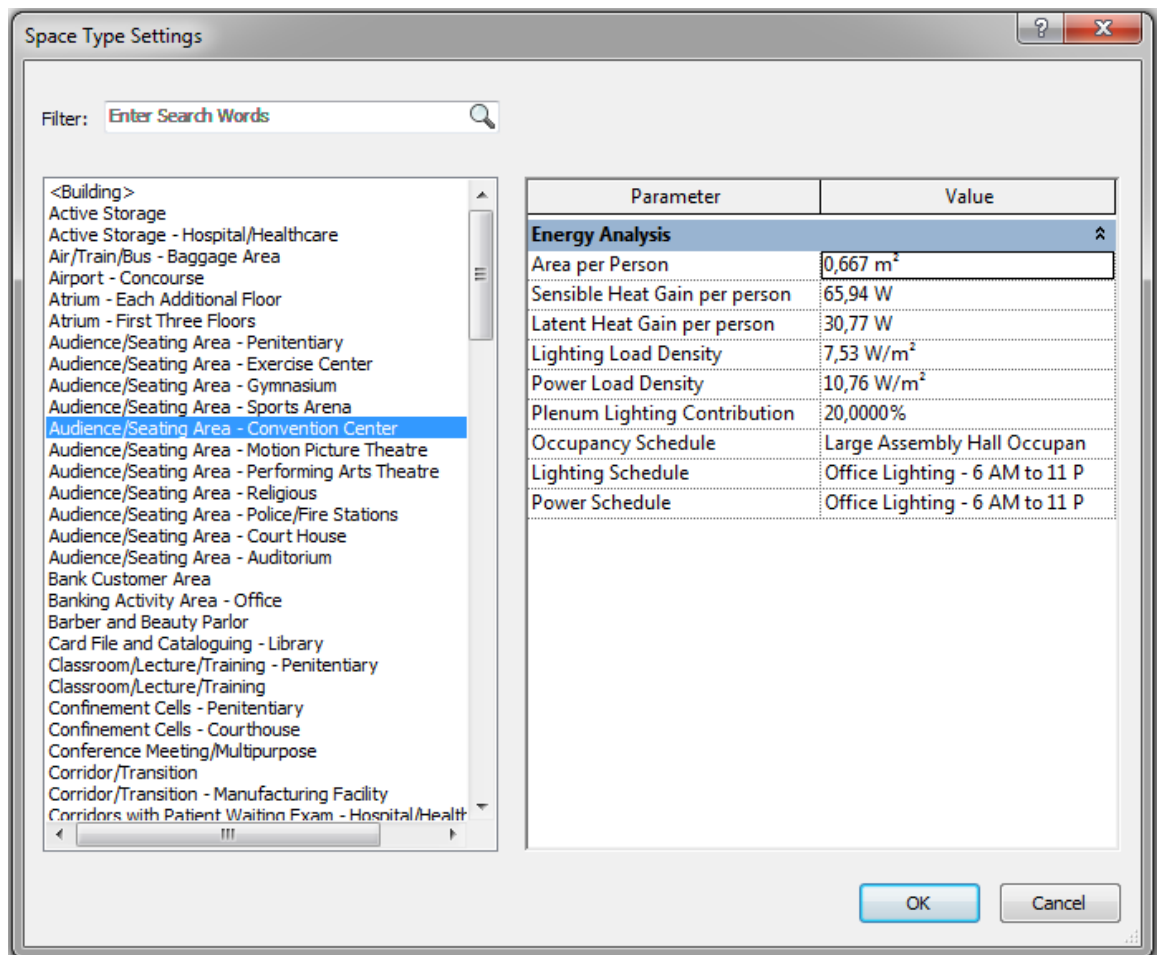 Space Type Settings
Filter: Enter Search Words
<Building>
Active Storage
Active Storage - Hospital/Healthcare
Air/Train/Bus - Baggage Area
Airport - Concourse
Atrium - Each Additional Floor
Atrium - First Three Floors
Audience/Seating Area - Penitentiary
Audience/Seating Area - Exercise Center
Audience/Seating Area - Gymnasium
Audience/Seating Area - Sports Arena
Audience/Seating Area - Convention Center
Audience/Seating Area - Motion Picture Theatre
Audience/Seating Area - Performing Arts Theatre
Audience/Seating Area - Religious
Audience/Seating Area - Police/Fire Stations
Audience/Seating Area - Court House
Audience/Seating Area - Auditorium
Bank Customer Area
Banking Activity Area - Office
Barber and Beauty Parlor
Card File and Cataloguing - Library
Classroom/Lecture/Training - Penitentiary
Classroom/Lecture/Training
Confinement Cells - Penitentiary
Confinement Cells - Courthouse
Conference Meeting/Multipurpose
Corridor/Transition
Corridor/Transition - Manufacturing Facility
Corridors with Patient Waiting Exam - Hospital/Healtl
Parameter Value
Energy Analysis
Area per Person 0,667 m²
Sensible Heat Gain per person 65,94 W
Latent Heat Gain per person 30,77 W
Lighting Load Density 7,53 W/m²
Power Load Density 10,76 W/m²
Plenum Lighting Contribution 20,0000%
Occupancy Schedule Large Assembly Hall Occupan
Lighting Schedule Office Lighting - 6 AM to 11 P
Power Schedule Office Lighting - 6 AM to 11 P
OK Cancel